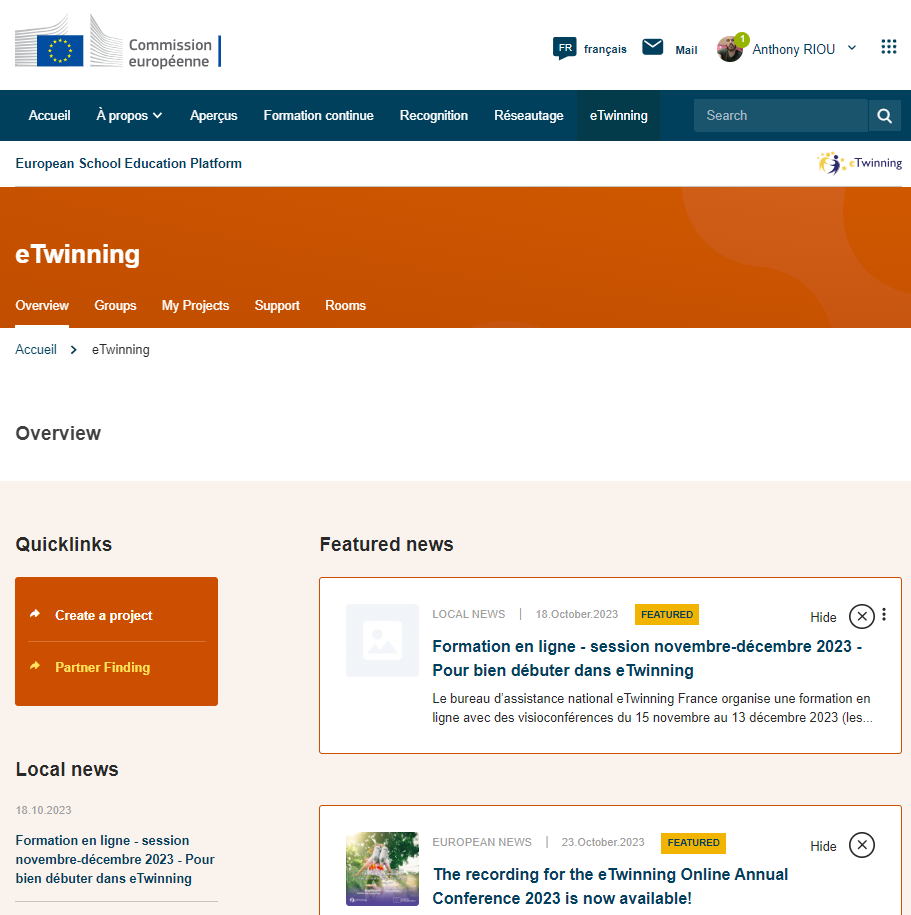 Commission
européenne
FR français
Mail
1
Anthony RIOU
Accueil
À propos
Aperçus
Formation continue
Recognition
Réseautage
eTwinning
Search
European School Education Platform
eTwinning
eTwinning
Overview
Groups
My Projects
Support
Rooms
Accueil
eTwinning
Overview
Quicklinks
Create a project
Partner Finding
Local news
18.10.2023
Formation en ligne - session
novembre-décembre 2023 - Pour
bien débuter dans eTwinning
Featured news
LOCAL NEWS | 18.October.2023 FEATURED
Hide
Formation en ligne - session novembre-décembre 2023 -
Pour bien débuter dans eTwinning
Le bureau d'assistance national eTwinning France organise une formation en
ligne avec des visioconférences du 15 novembre au 13 décembre 2023 (les...
EUROPEAN NEWS | 23.October.2023 FEATURED
Hide
The recording for the eTwinning Online Annual
Conference 2023 is now available!